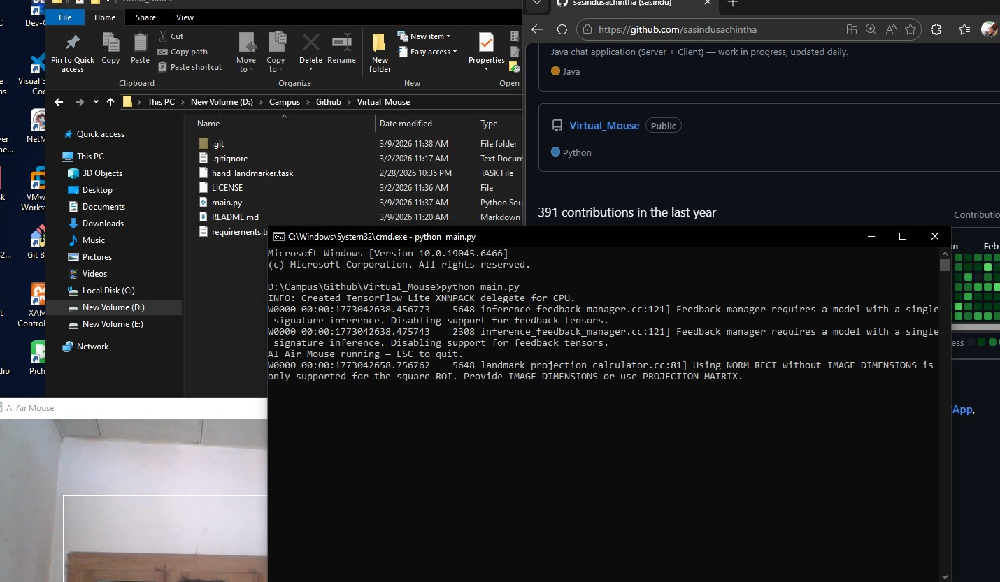 Virtual_Mouse
File
Home
Share
View
Cut
Copy path
Paste shortcut
Pin to Quick
access
Copy
Paste
Clipboard
Move
to
Copy
to
Delete
Rename
Organize
New
folder
New item
Easy access
New
Properties
Open
This PC > New Volume (D:) > Campus > Github > Virtual_Mouse
Quick access
This PC
3D Objects
Desktop
Documents
Downloads
Music
Pictures
Videos
Local Disk (C:)
New Volume (D:)
New Volume (E:)
Network
Name Date modified Type
.git 3/9/2026 11:38 AM File folder
.gitignore 3/2/2026 11:17 AM Text Docum
hand_landmarker.task 2/28/2026 10:35 PM TASK File
LICENSE 3/2/2026 11:36 AM File
main.py 3/9/2026 11:37 AM Python Sou
README.md 3/9/2026 11:20 AM Markdown
requirements.tx
Dev-C
Visual S
Coc
NetM
VMw
Workst
Git B
XAM
Control
Pich
sasindusachintha (sasindu)
https://github.com/sasindusachintha
Java chat application (Server + Client) — work in progress, updated daily.
Java
Virtual_Mouse Public
Python
391 contributions in the last year
Contributio
Feb
ess
tApp,
C:\Windows\System32\cmd.exe - python main.py
Microsoft Windows [Version 10.0.19045.6466]
(c) Microsoft Corporation. All rights reserved.
D:\Campus\Github\Virtual_Mouse>python main.py
INFO: Created TensorFlow Lite XNNPACK delegate for CPU.
W0000 00:00:1773042638.456773    5648 inference_feedback_manager.cc:121] Feedback manager requires a model with a single
signature inference. Disabling support for feedback tensors.
W0000 00:00:1773042638.475743    2308 inference_feedback_manager.cc:121] Feedback manager requires a model with a single
signature inference. Disabling support for feedback tensors.
AI Air Mouse running — ESC to quit.
W0000 00:00:1773042658.756762    5648 landmark_projection_calculator.cc:81] Using NORM_RECT without IMAGE_DIMENSIONS is
only supported for the square ROI. Provide IMAGE_DIMENSIONS or use PROJECTION_MATRIX.
AI Air Mouse